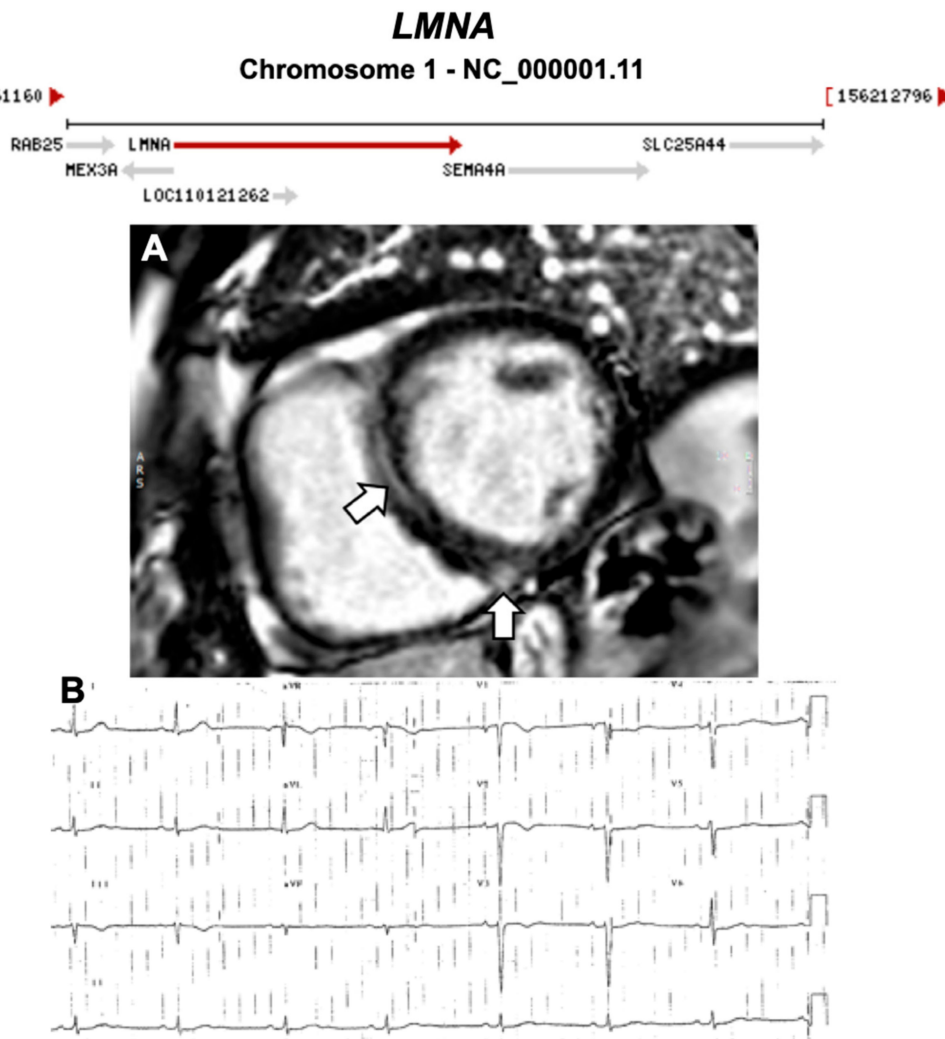 LMNA
Chromosome 1 - NC_000001.11
51160 [ 156212796
RAB25 LMNA SLC25A44
MEX3A SEMA4A
LOC110121262
A
A
R
S
B
I aVR V1 V4
II aVL V2 V5
III aVF V3 V6
II